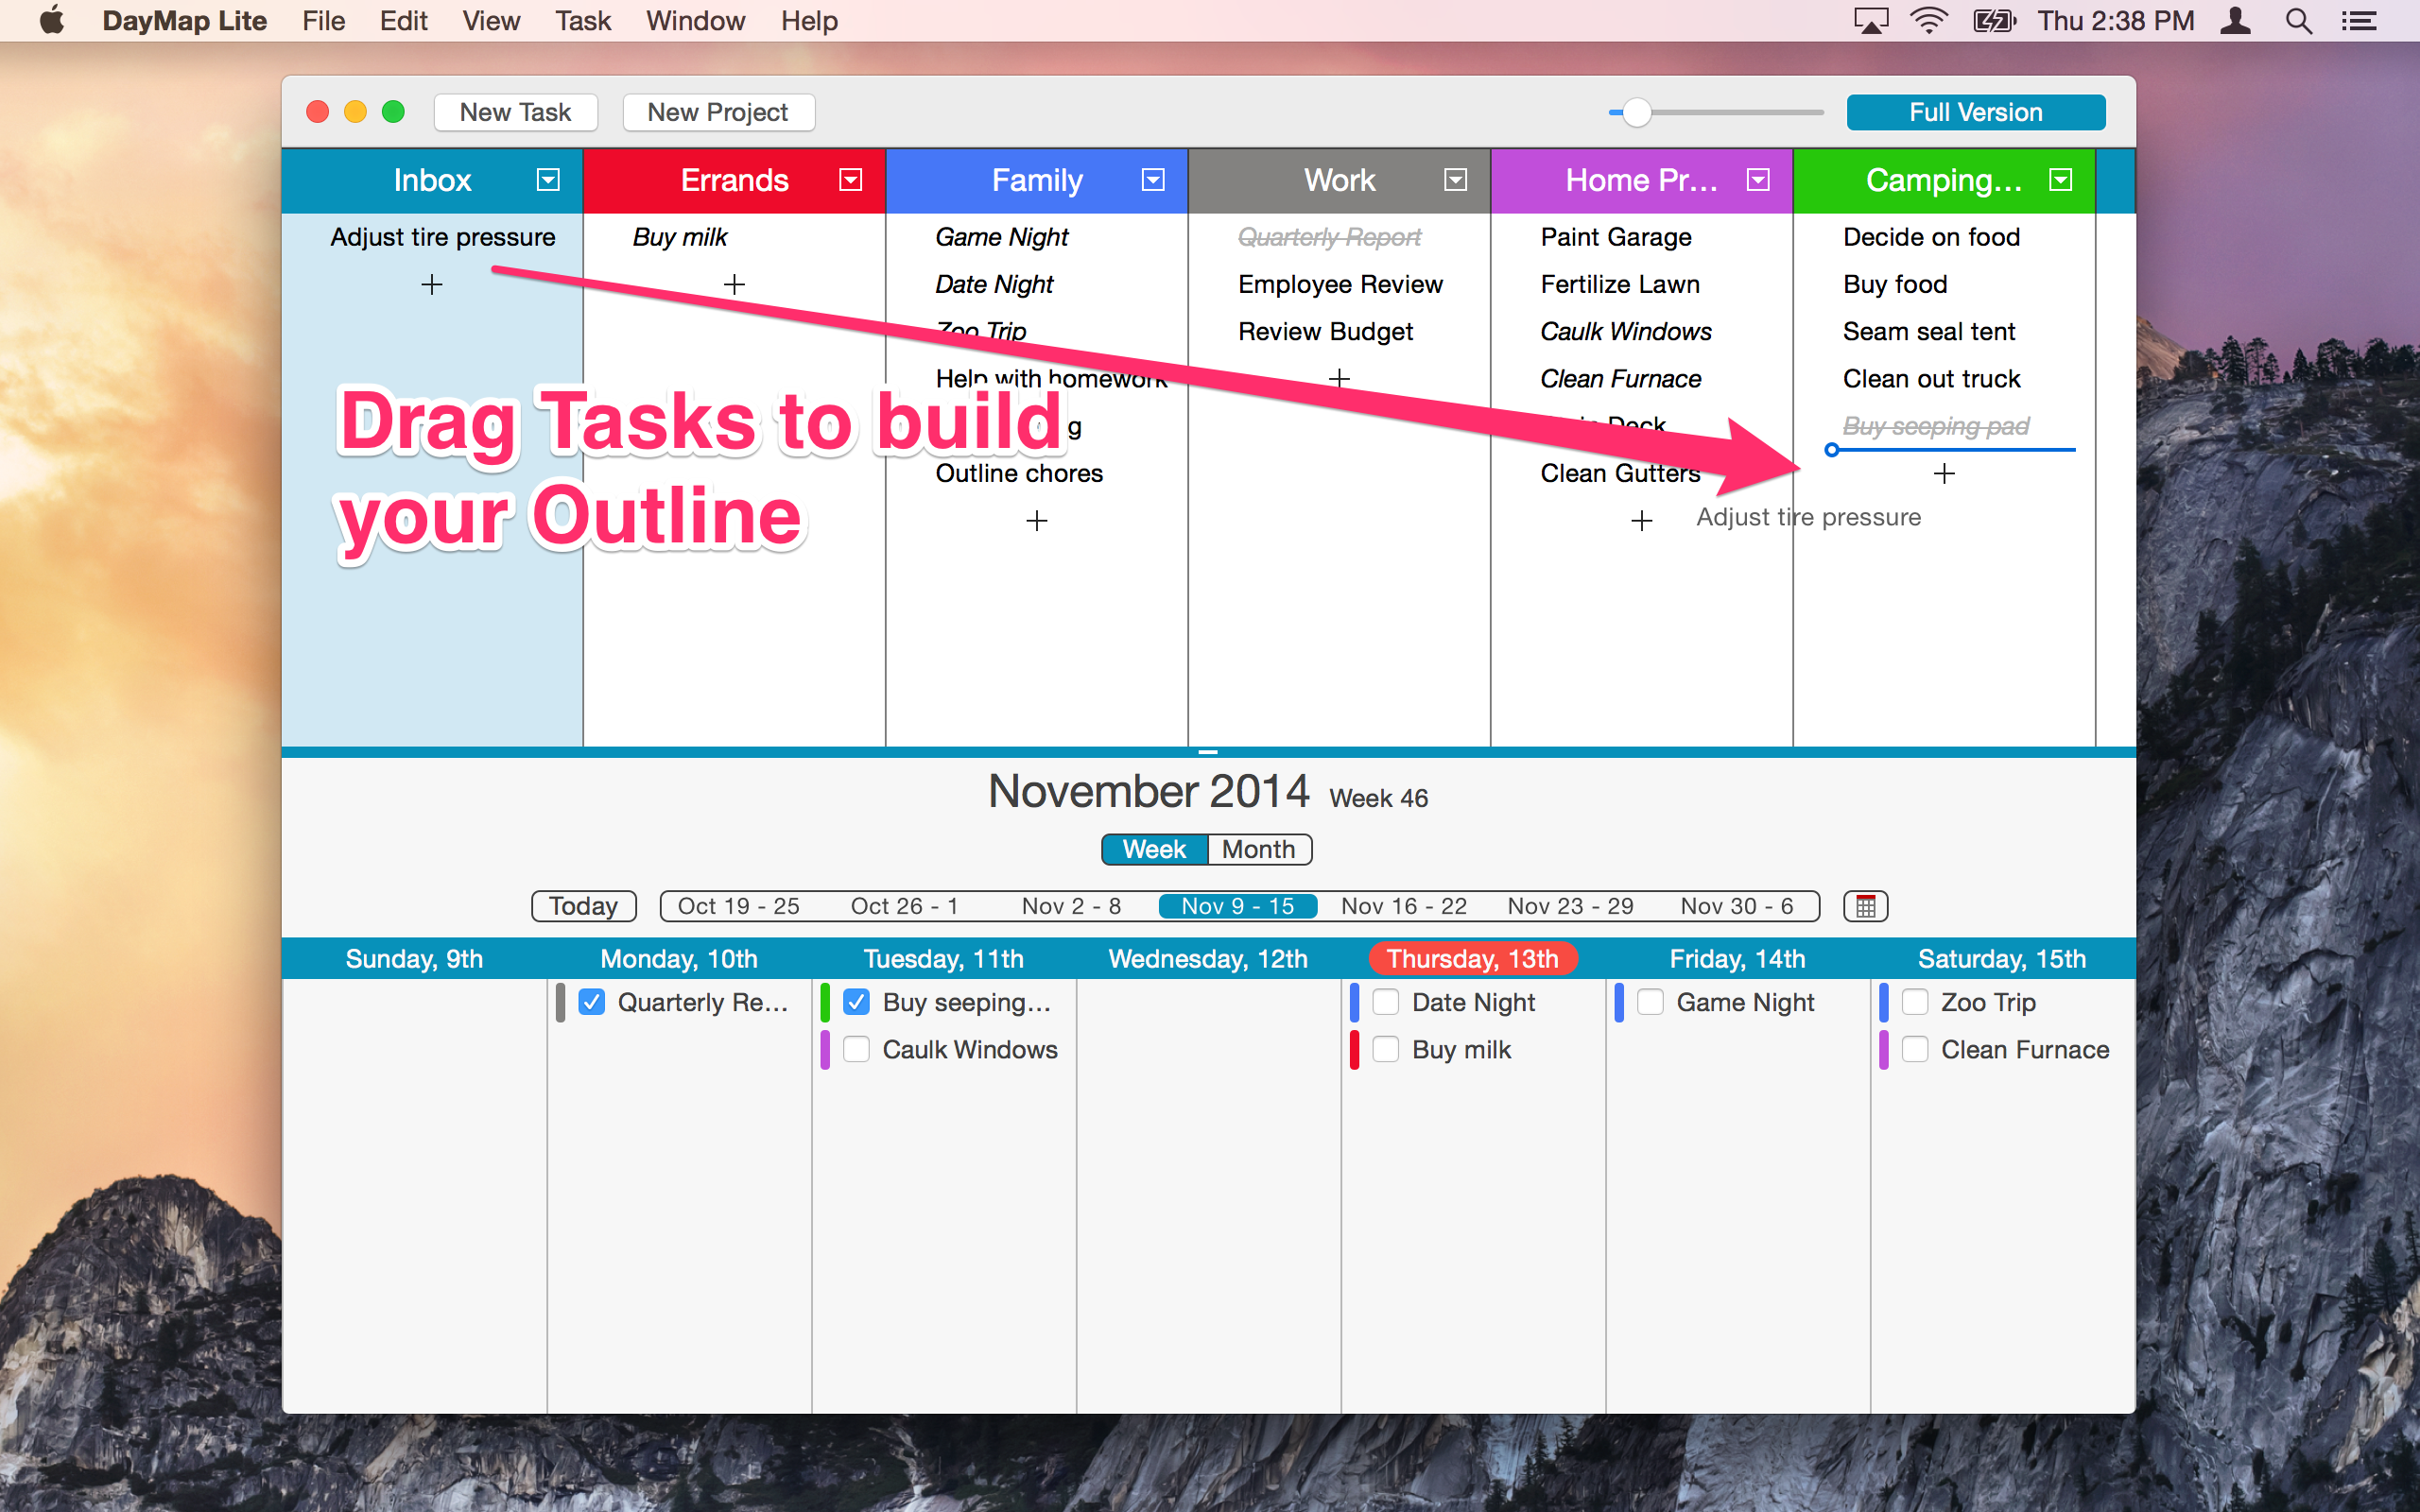 DayMap Lite File Edit View Task Window Help Thu 2:38 PM
New Task New Project Full Version
Inbox Errands Family Work Home Pr... Camping...
Adjust tire pressure Buy milk Game Night Quarterly Report Paint Garage Decide on food
Date Night Employee Review Fertilize Lawn Buy food
Zoo Trip Review Budget Caulk Windows Seam seal tent
Help with homework Clean Furnace Clean out truck
Drag Tasks to build
g Deck Buy seeping pad
Outline chores Clean Gutters
your Outline
Adjust tire pressure
November 2014 Week 46
Week Month
Today Oct 19 - 25 Oct 26 - 1 Nov 2 - 8 Nov 9 - 15 Nov 16 - 22 Nov 23 - 29 Nov 30 - 6
Sunday, 9th Monday, 10th Tuesday, 11th Wednesday, 12th Thursday, 13th Friday, 14th Saturday, 15th
Quarterly Re... Buy seeping... Date Night Game Night Zoo Trip
Caulk Windows Buy milk Clean Furnace